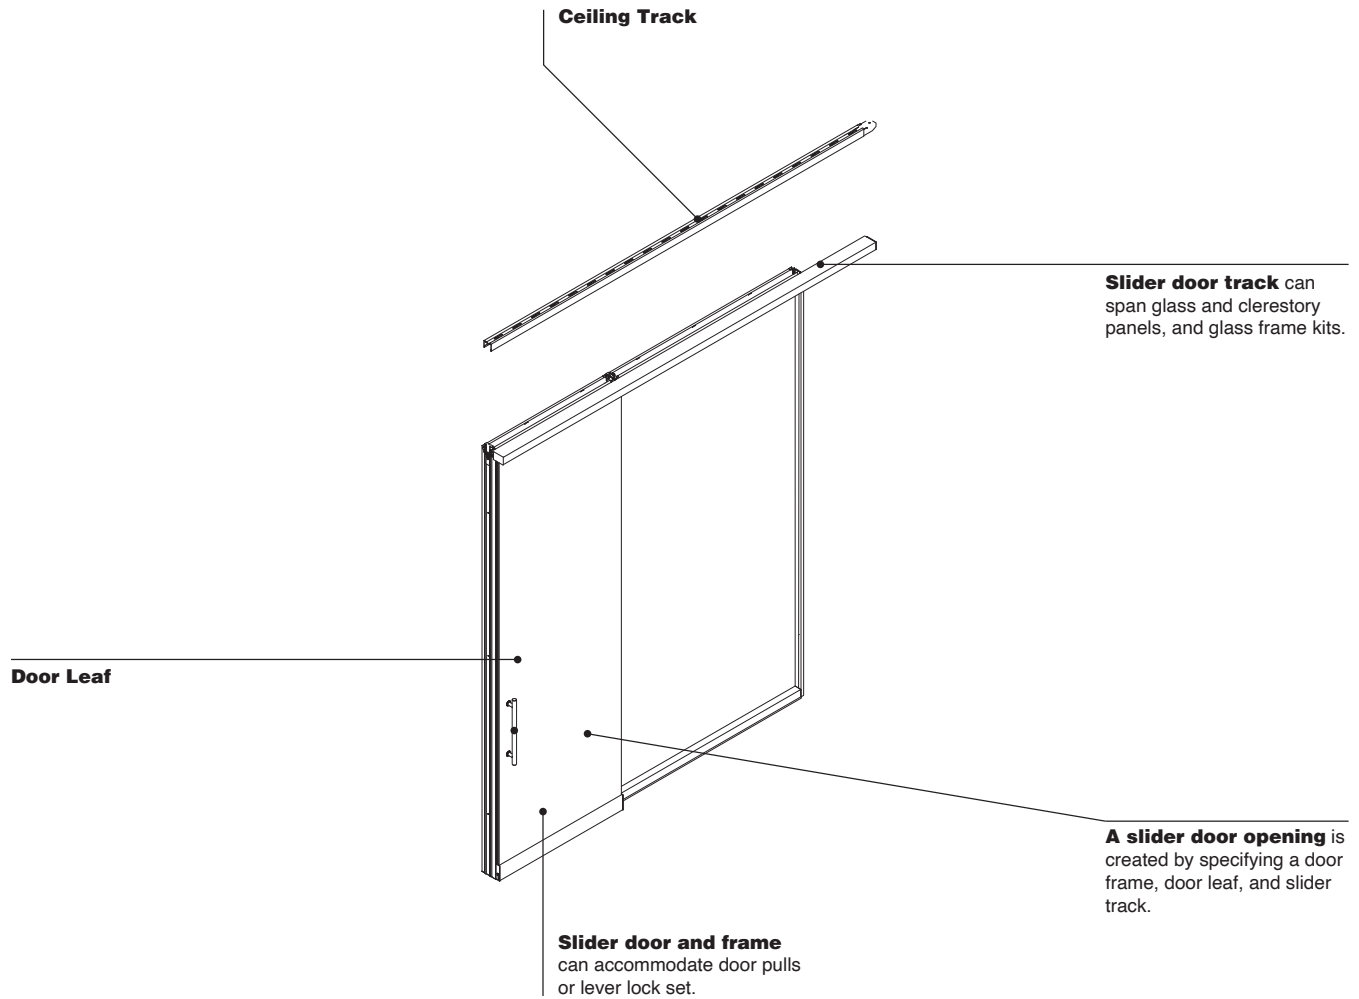 Ceiling Track
Slider door track can
span glass and clerestory
panels, and glass frame kits.
Door Leaf
A slider door opening is
created by specifying a door
frame, door leaf, and slider
track.
Slider door and frame
can accommodate door pulls
or lever lock set.